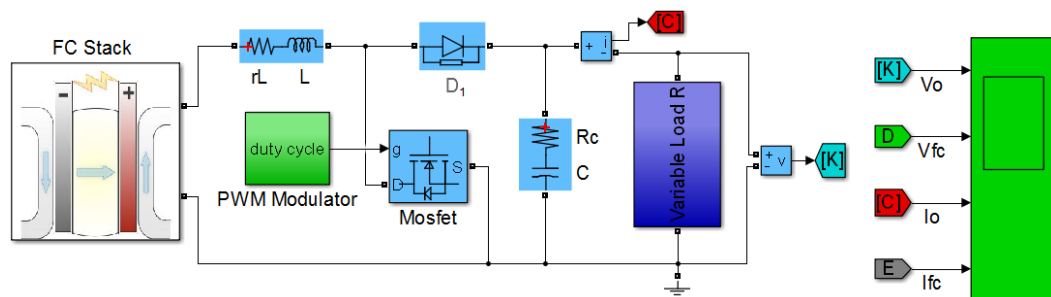 FC Stack
- +
rL L
D1
+ - i
[C]
duty cycle
PWM Modulator
g D S
Mosfet
Rc
C
Variable Load R
+ - v
[K]
[K] Vo
D Vfc
[C] Io
E Ifc